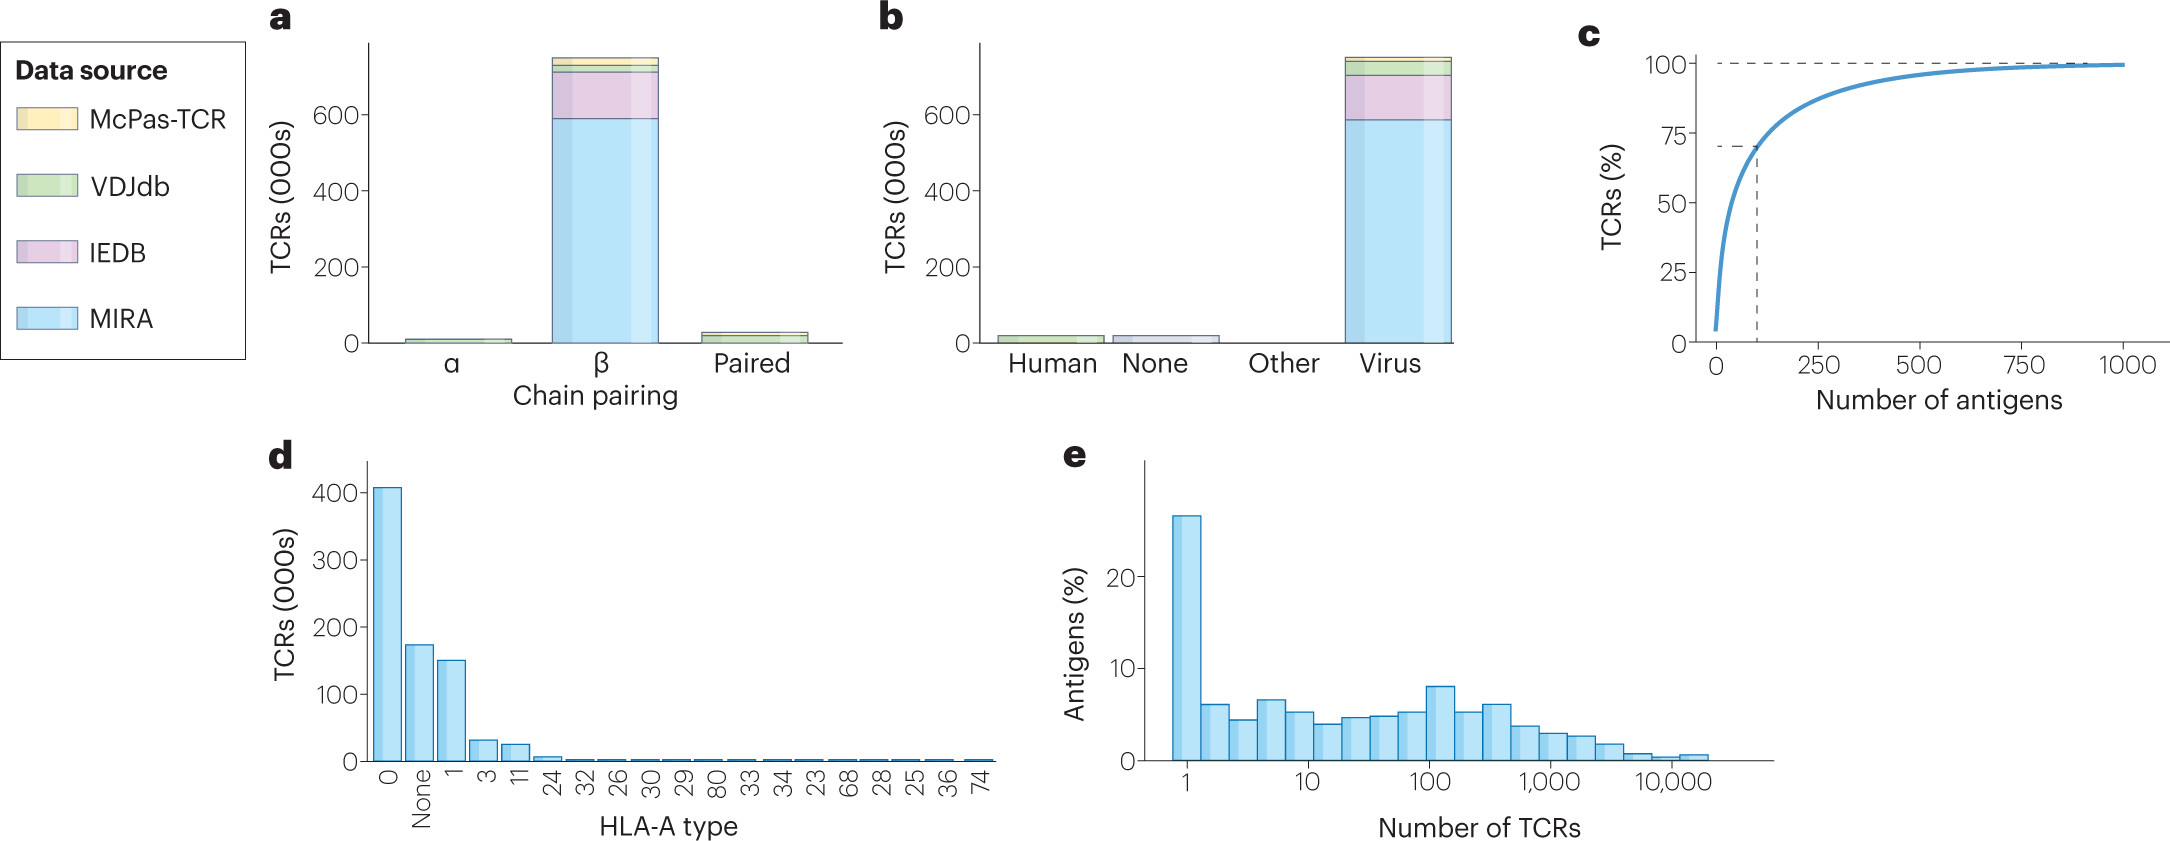 Data source
McPas-TCR
VDJdb
IEDB
MIRA
a
TCRs (000s)
600
400
200
0
α
β
Paired
Chain pairing
b
TCRs (000s)
600
400
200
0
Human
None
Other
Virus
c
TCRs (%)
100
75
50
25
0
0
250
500
750
1000
Number of antigens
d
TCRs (000s)
400
300
200
100
0
0
None
1
3
11
24
32
26
30
29
80
33
34
23
68
28
25
36
74
HLA-A type
e
Antigens (%)
20
10
0
1
10
100
1,000
10,000
Number of TCRs